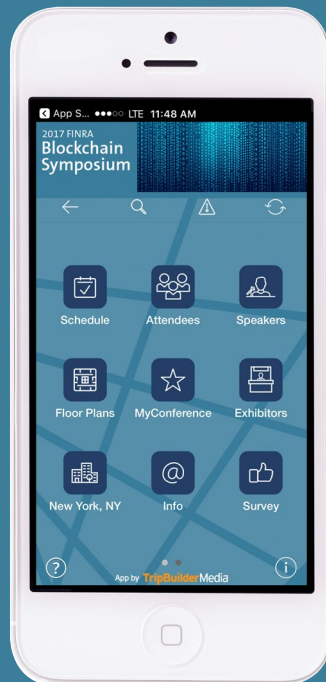 App S... LTE 11:48 AM
2017 FINRA
Blockchain
Symposium
Schedule Attendees Speakers
Floor Plans MyConference Exhibitors
@
New York, NY Info Survey
? i
App by TripBuilderMedia